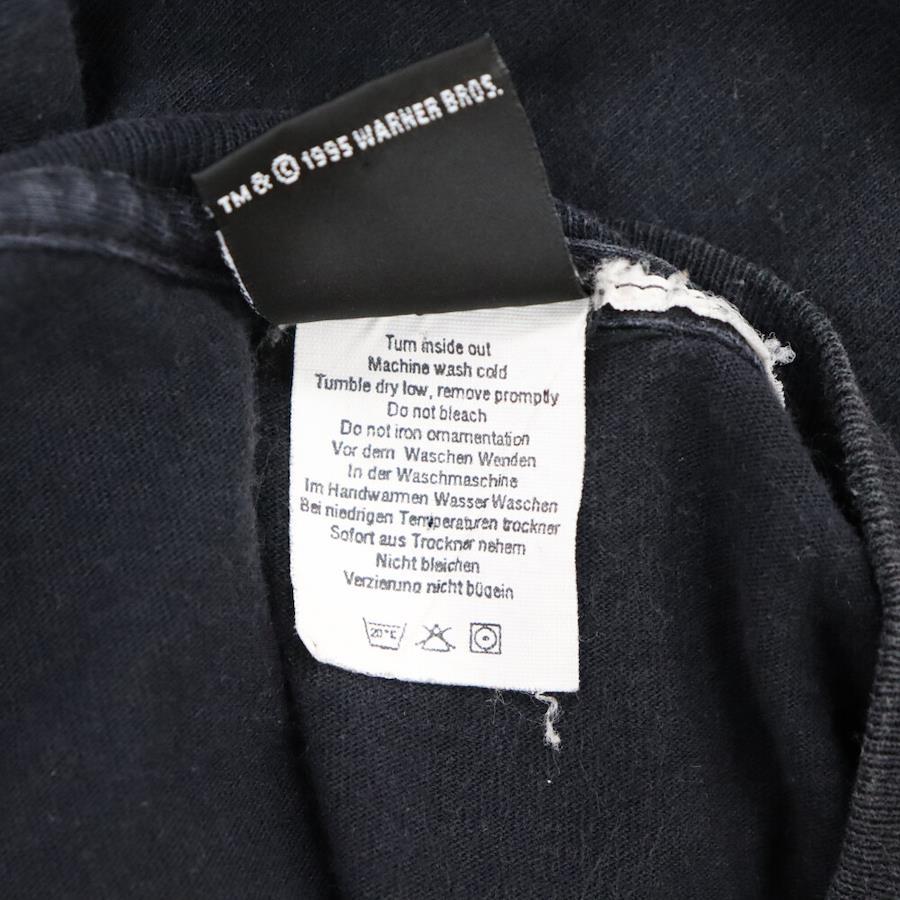 TM & © 1995 WARNER BROS.
Turn inside out
Machine wash cold
Tumble dry low, remove promptly
Do not bleach
Do not iron ornamentation
Vor dem Waschen Wenden
In der Waschmaschine
Im Handwarmen Wasser Waschen
Bei niedrigen Temperaturen trockner
Sofort aus Trockner nehem
Nicht bleichen
Verzierung nicht bügein
20°C